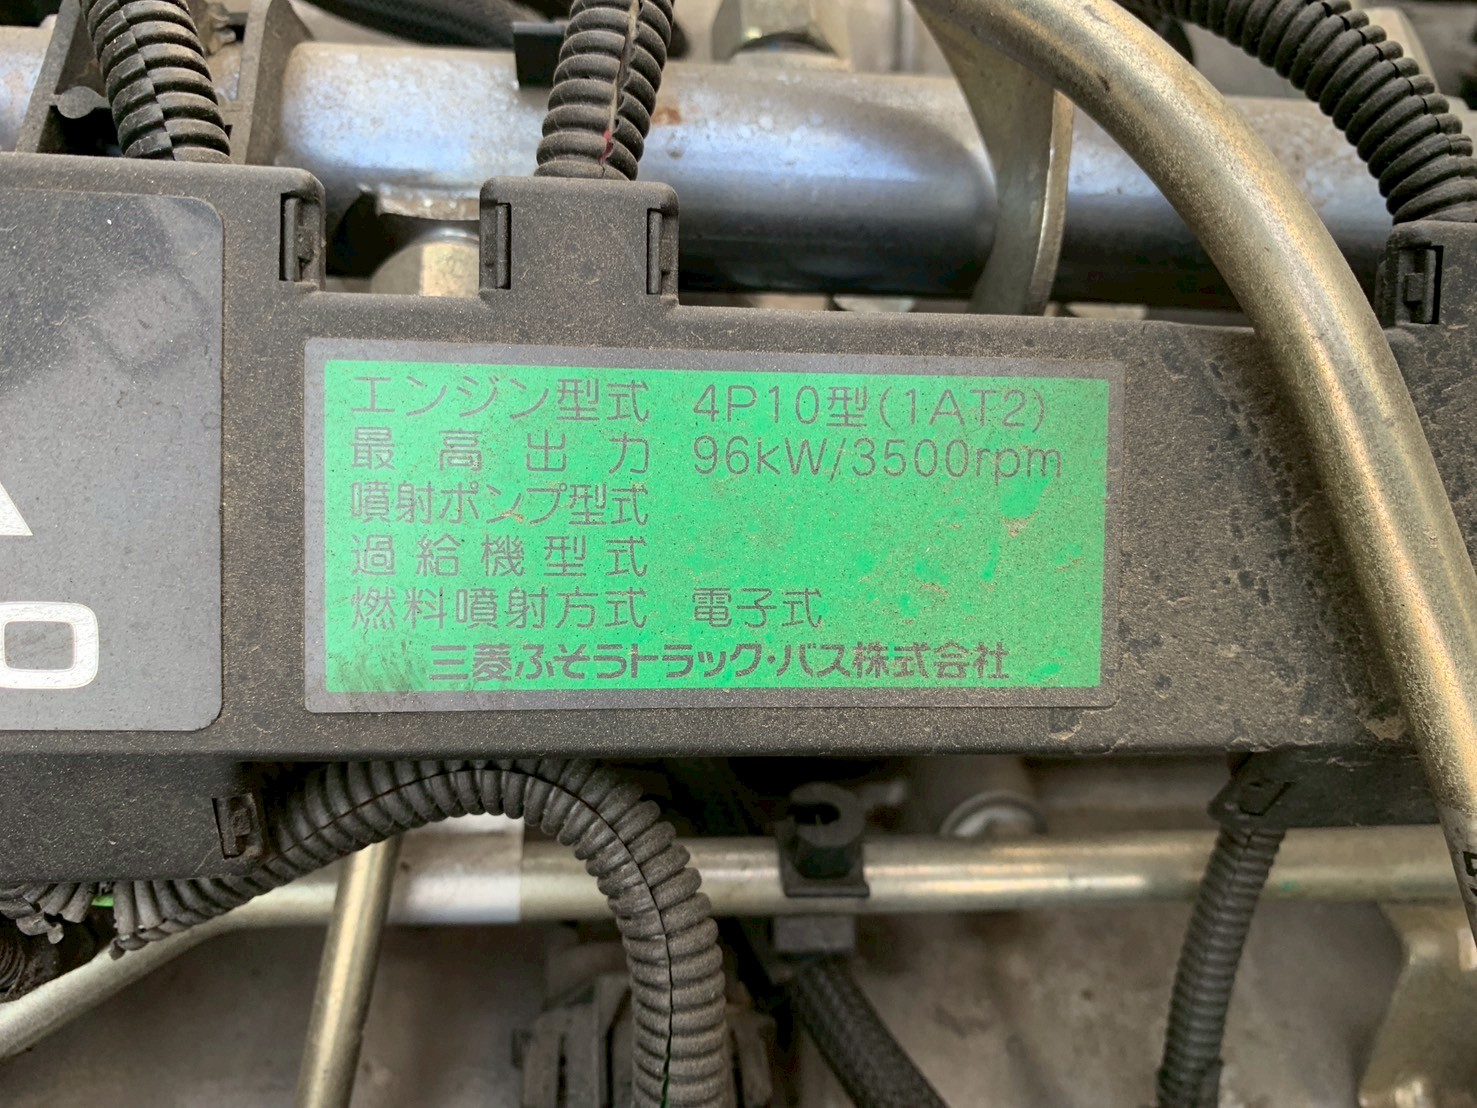 エンジン型式 4P10型(1AT2)
最高出力 96kW/3500rpm
噴射ポンプ型式
過給機型式
燃料噴射方式 電子式
三菱ふそうトラック・バス株式会社